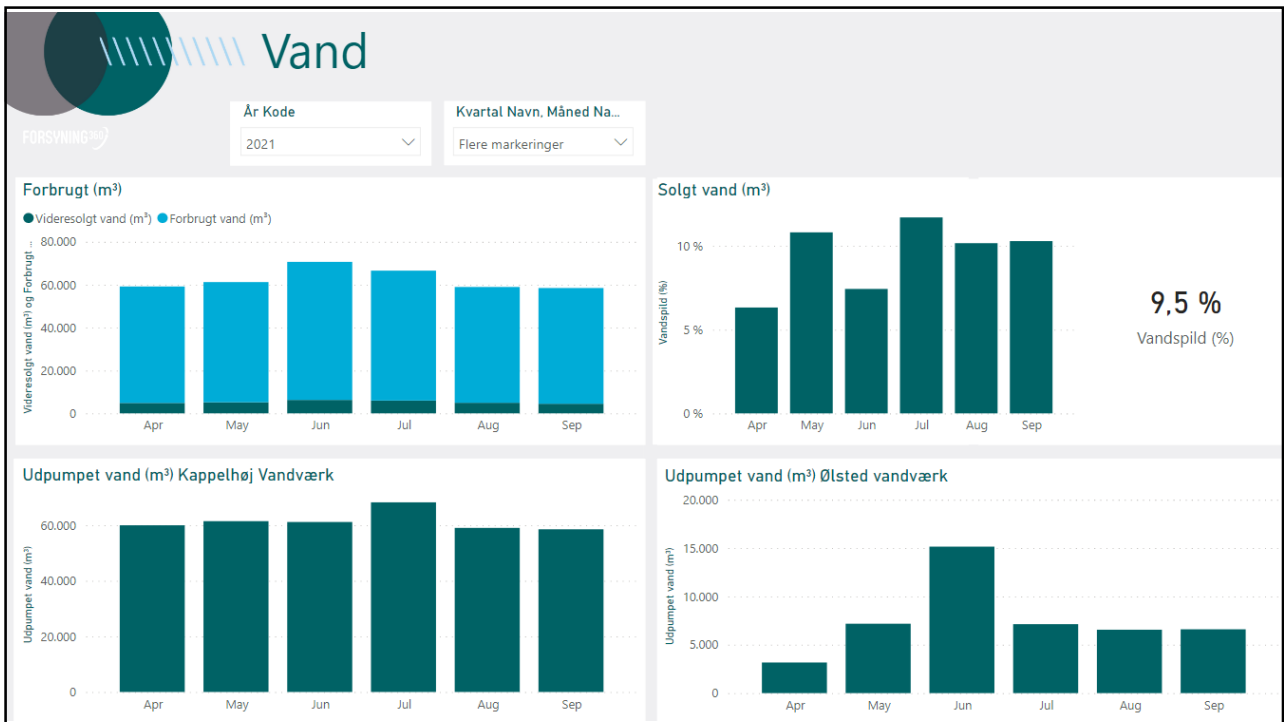 Vand
FORSYNING360
År Kode
2021
Kvartal Navn, Måned Na...
Flere markeringer
Forbrugt (m³)
Videresolgt vand (m³) Forbrugt vand (m³)
Videresolgt vand (m³) og Forbrugt ...
80.000
60.000
40.000
20.000
0
Apr May Jun Jul Aug Sep
Solgt vand (m³)
Vandspild (%)
10 %
5 %
0 %
Apr May Jun Jul Aug Sep
9,5 %
Vandspild (%)
Udpumpet vand (m³) Kappelhøj Vandværk
Udpumpet vand (m³)
60.000
40.000
20.000
0
Apr May Jun Jul Aug Sep
Udpumpet vand (m³) Ølsted vandværk
Udpumpet vand (m³)
20.000
15.000
10.000
5.000
0
Apr May Jun Jul Aug Sep